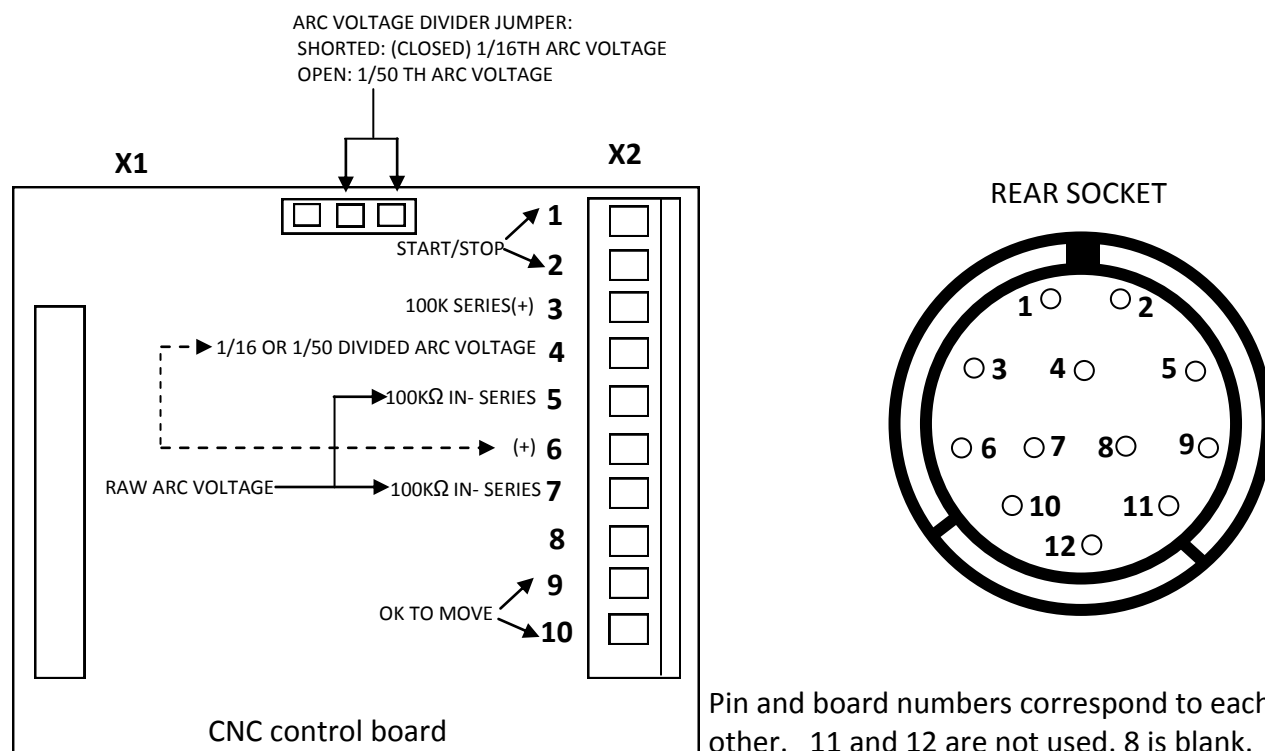 ARC VOLTAGE DIVIDER JUMPER:
SHORTED: (CLOSED) 1/16TH ARC VOLTAGE
OPEN: 1/50 TH ARC VOLTAGE
X1
X2
START/STOP
1
2
100K SERIES(+) 3
1/16 OR 1/50 DIVIDED ARC VOLTAGE 4
100KΩ IN- SERIES 5
(+) 6
RAW ARC VOLTAGE
100KΩ IN- SERIES 7
8
OK TO MOVE
9
10
CNC control board
REAR SOCKET
1 2
3 4 5
6 7 8 9
10 11
12
Pin and board numbers correspond to each
other. 11 and 12 are not used. 8 is blank.